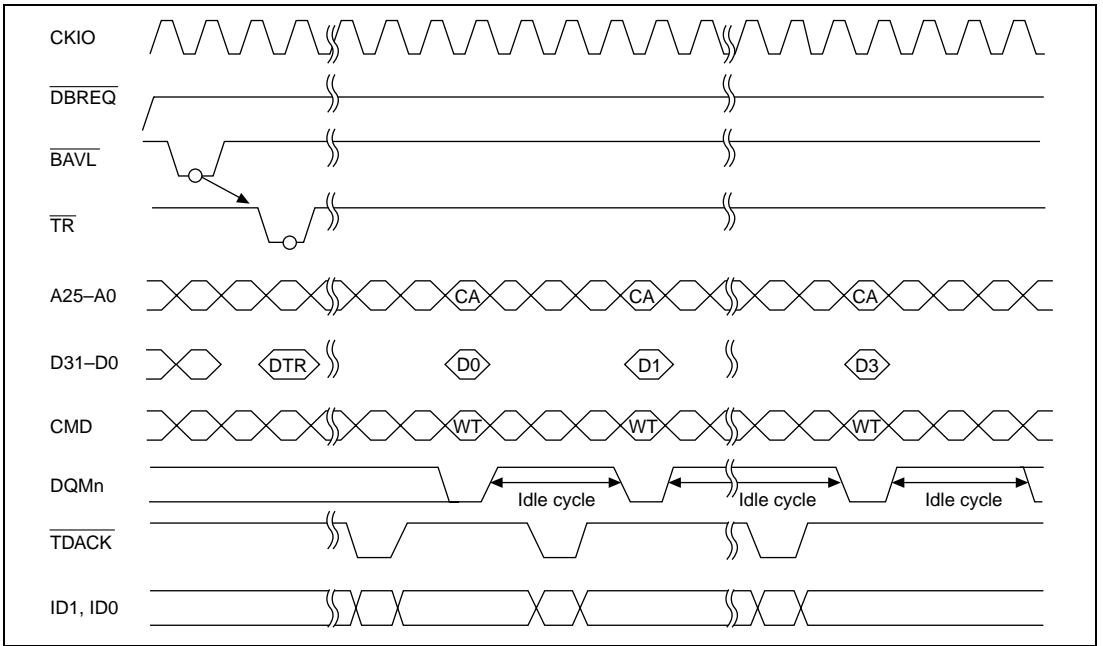 CKIO
DBREQ
BAVL
TR
A25–A0 CA CA CA
D31–D0 DTR D0 D1 D3
CMD WT WT WT
DQMn Idle cycle Idle cycle Idle cycle
TDACK
ID1, ID0